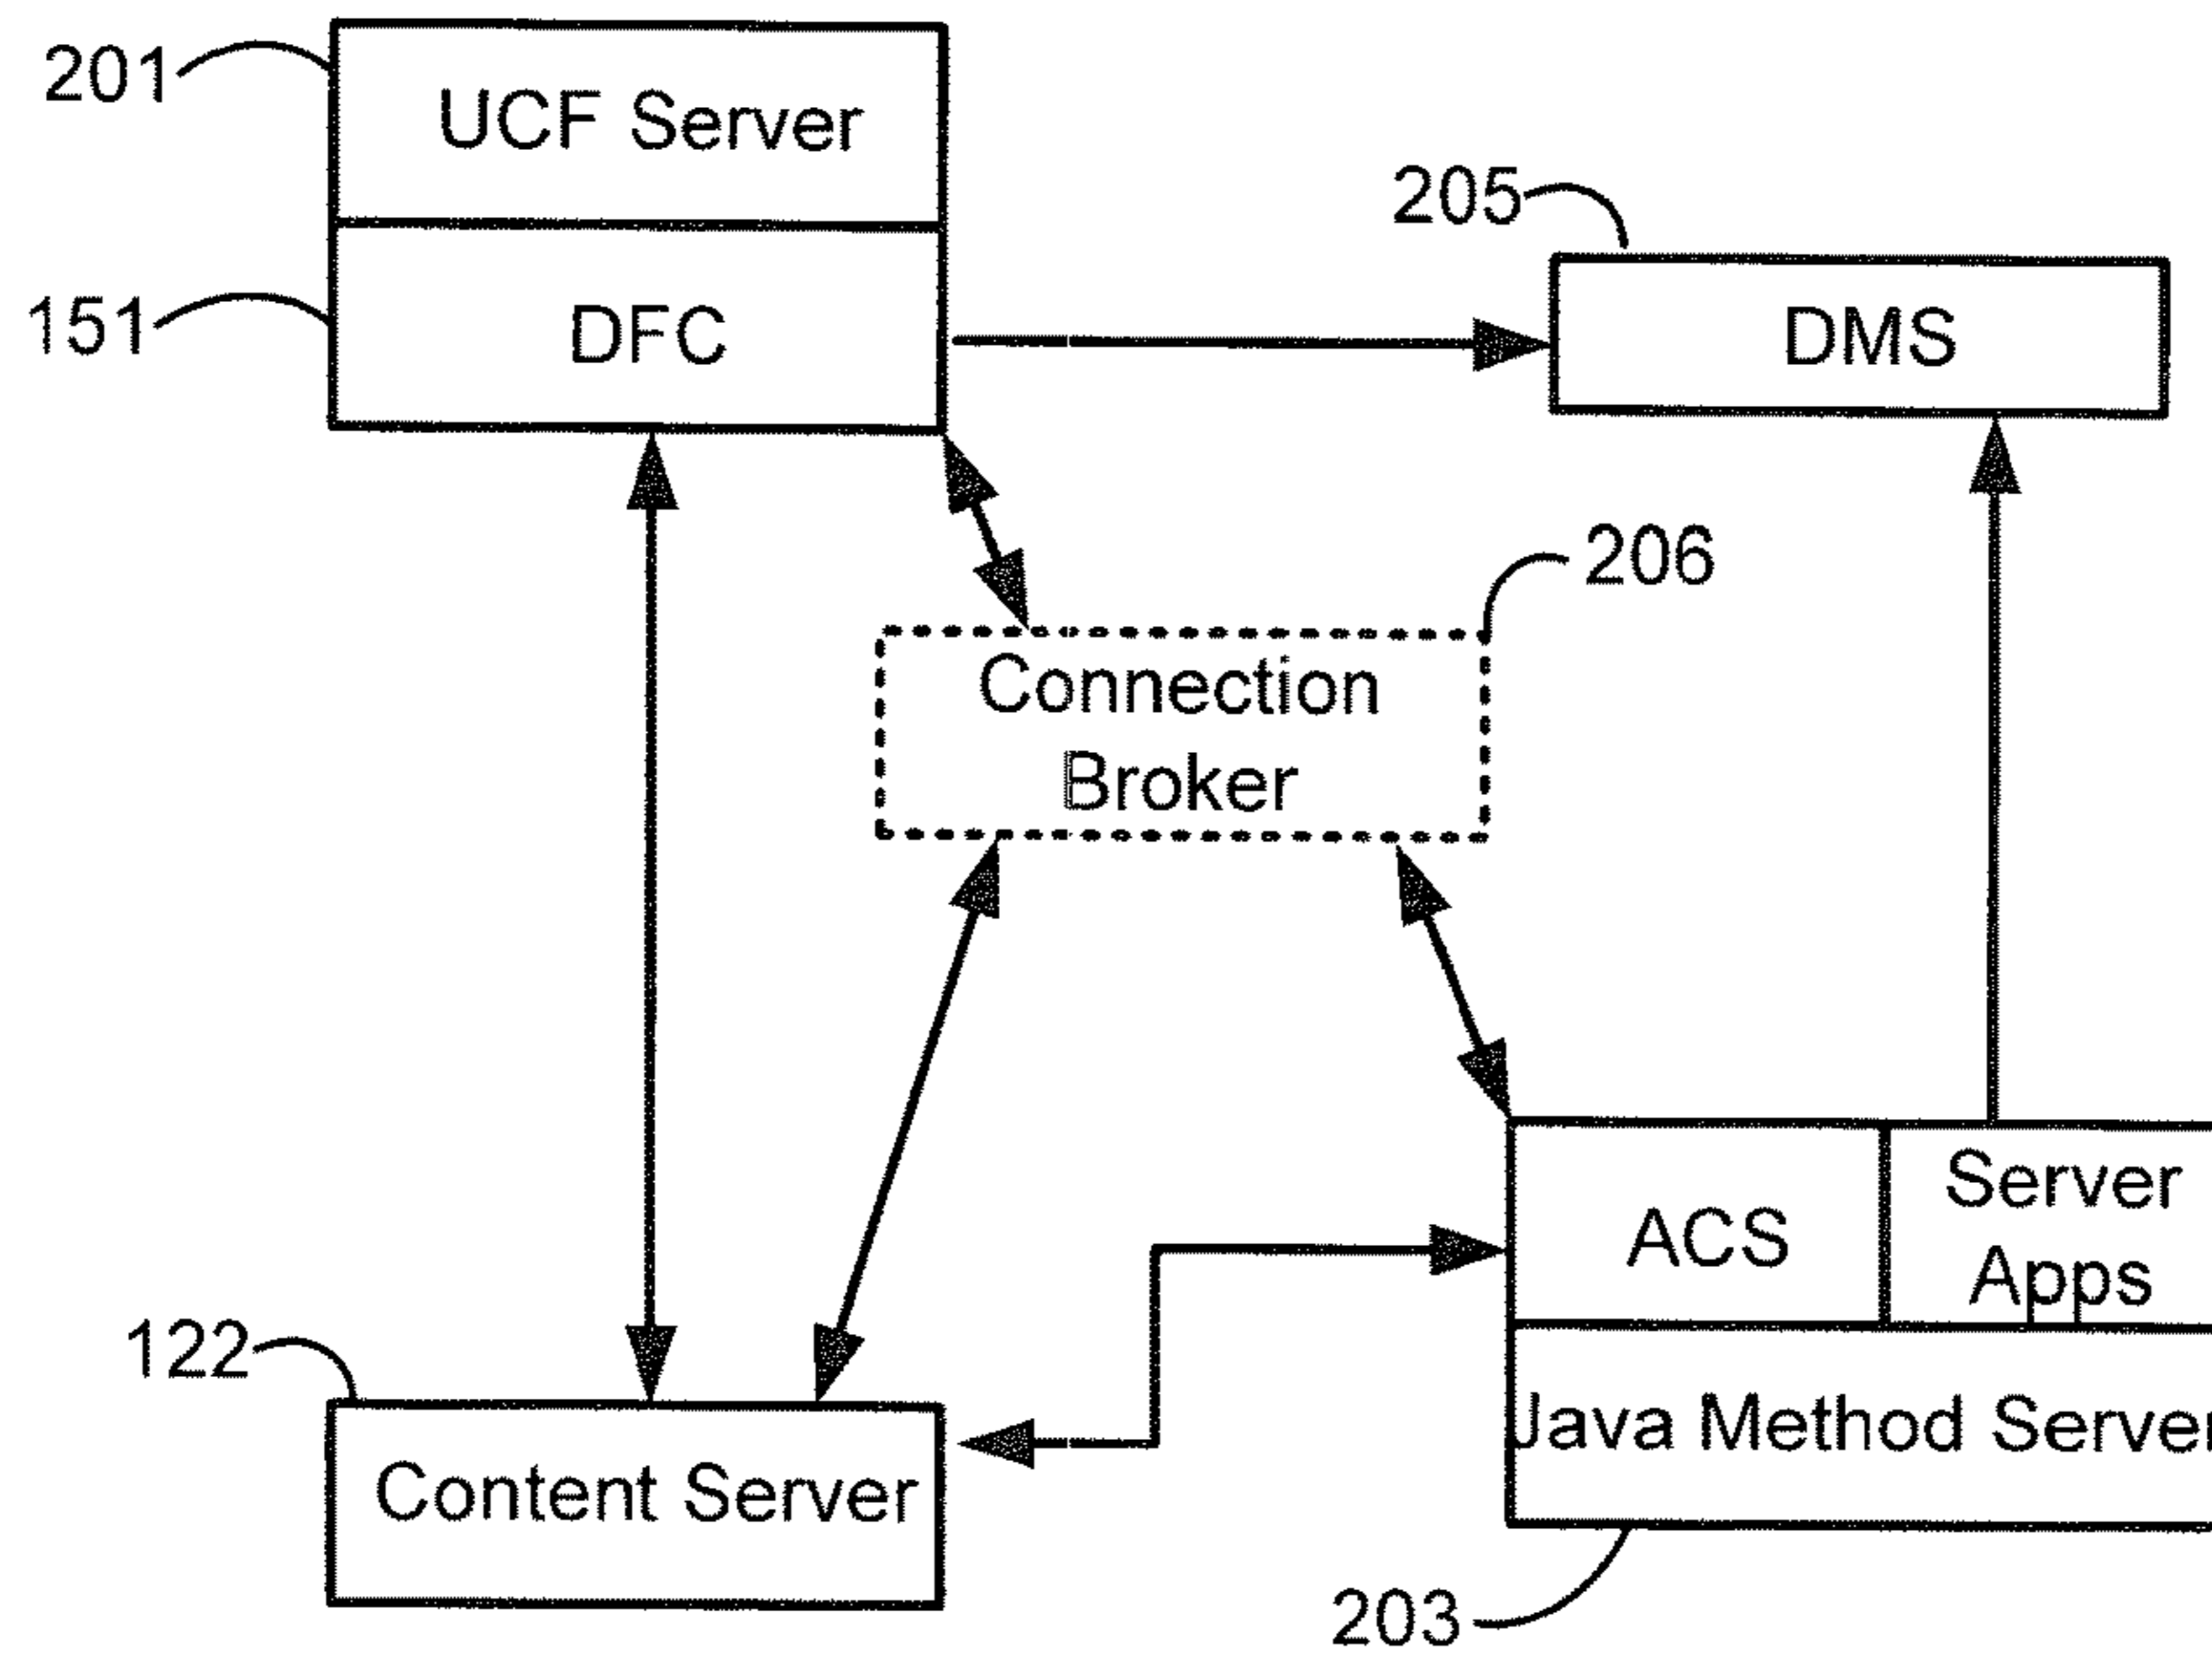 201
UCF Server
205
151
DFC
DMS
206
Connection
Broker
ACS
Server
Apps
122
Java Method Server
Content Server
203